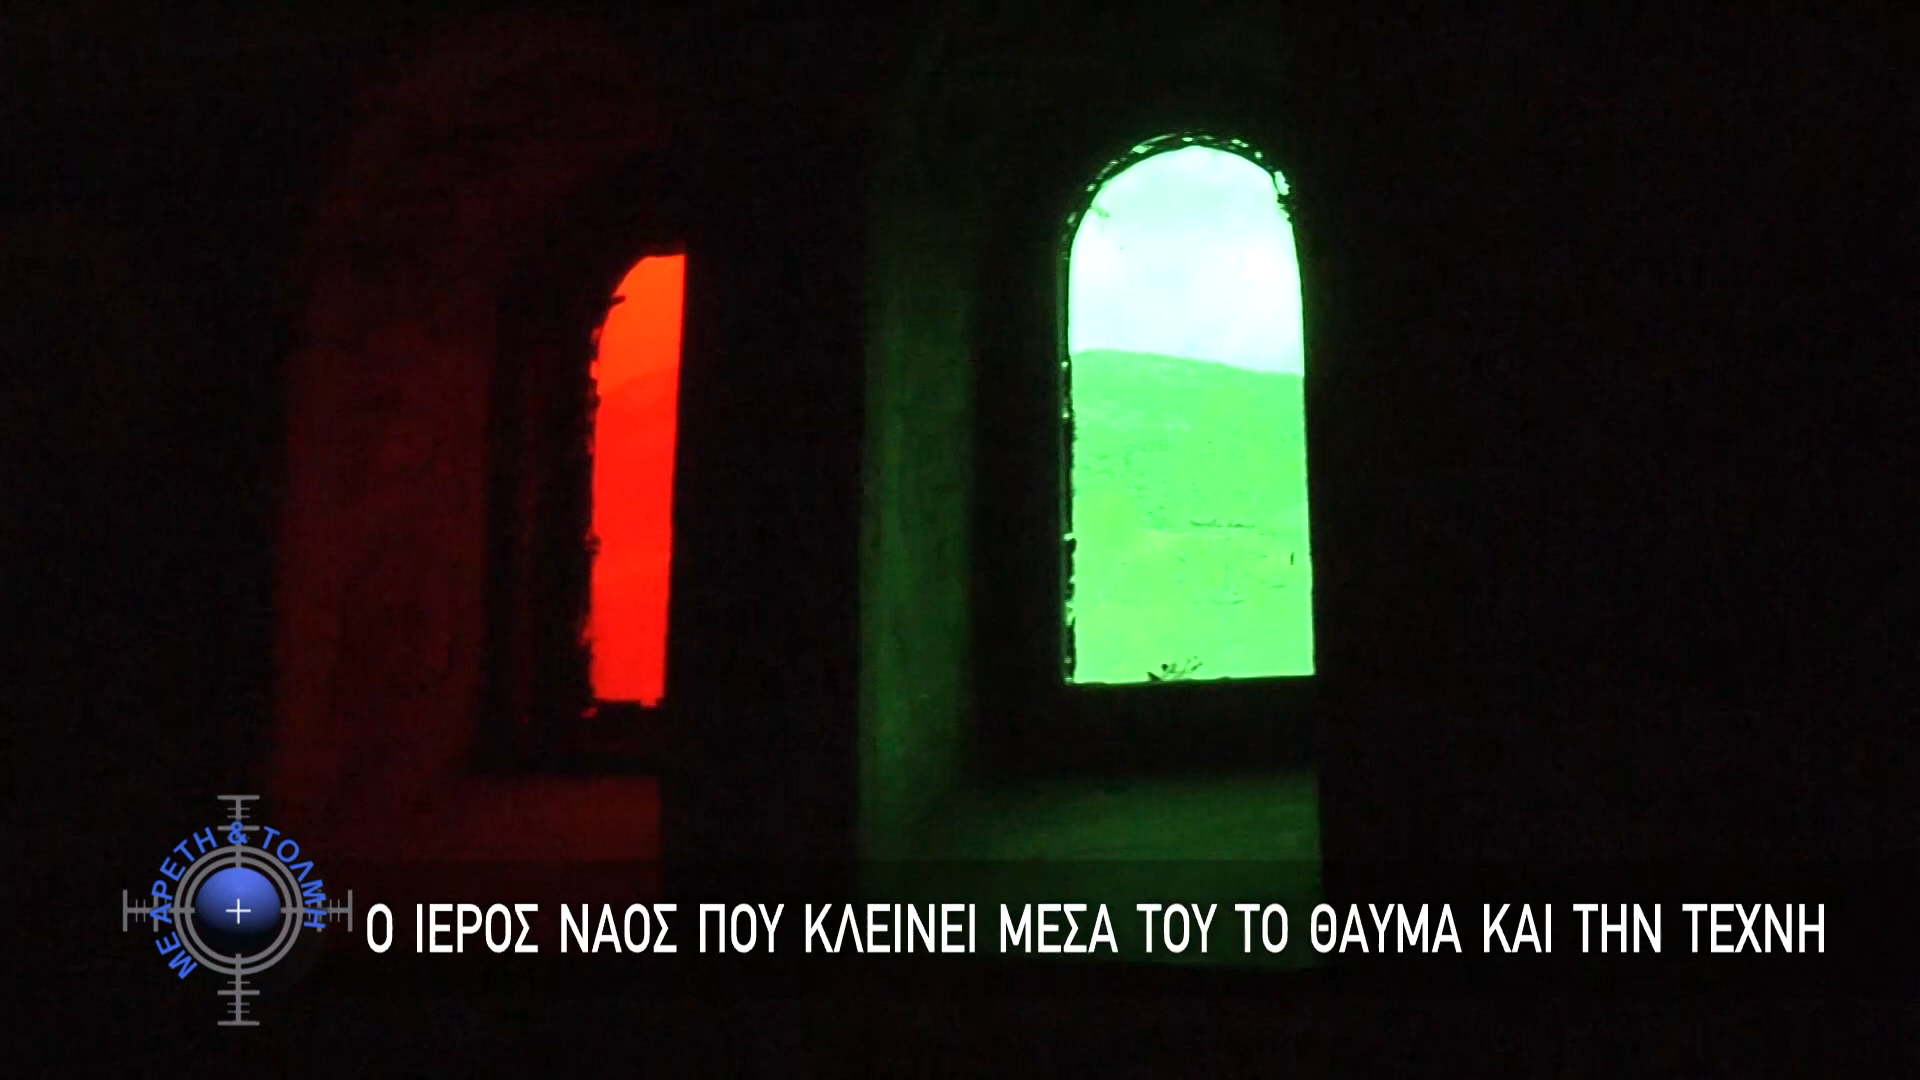 ΜΕ ΑΡΕΤΗ & ΤΟΛΜΗ
Ο ΙΕΡΟΣ ΝΑΟΣ ΠΟΥ ΚΛΕΙΝΕΙ ΜΕΣΑ ΤΟΥ ΤΟ ΘΑΥΜΑ ΚΑΙ ΤΗΝ ΤΕΧΝΗ